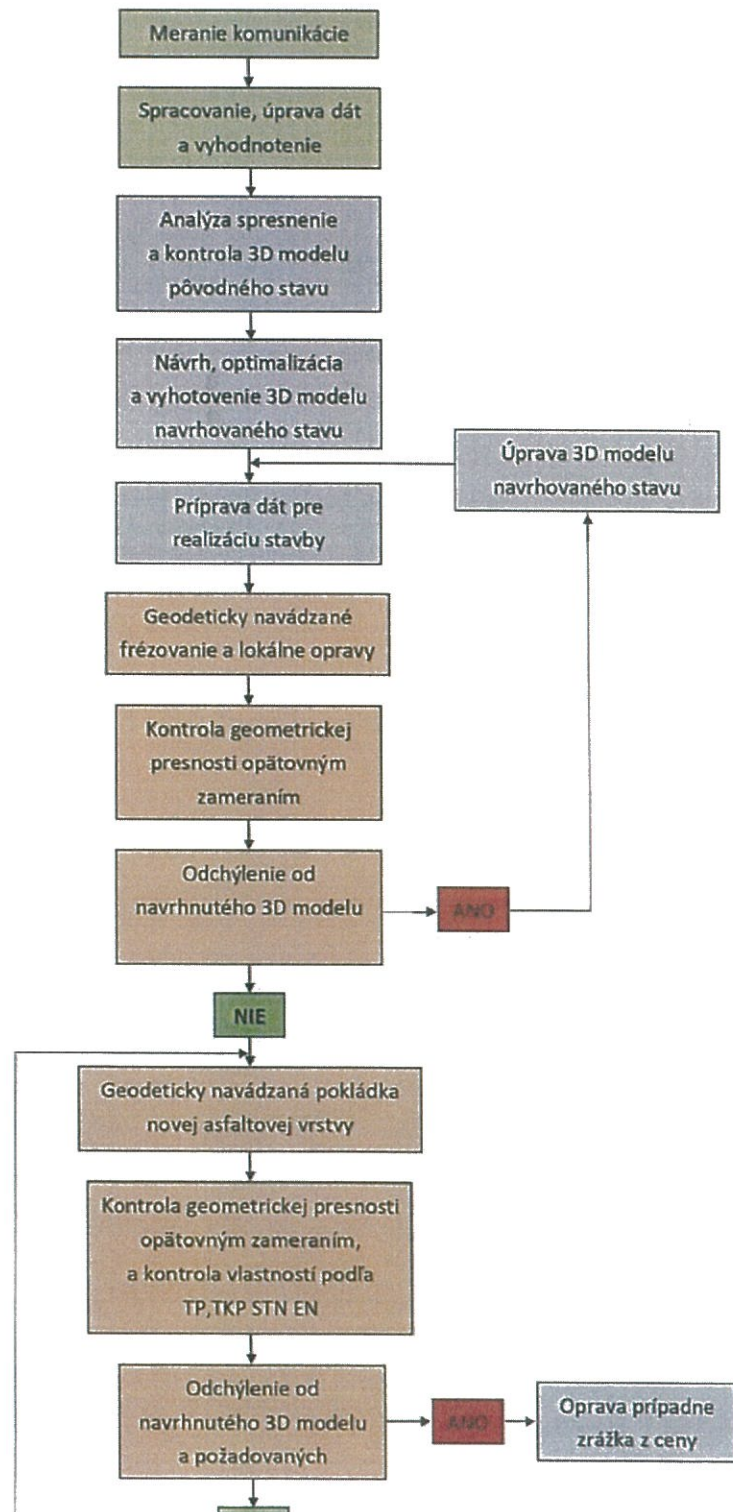 Meranie komunikácie
Spracovanie, úprava dát
a vyhodnotenie
Analýza spresnenie
a kontrola 3D modelu
pôvodného stavu
Návrh, optimalizácia
a vyhotovenie 3D modelu
navrhovaného stavu
Úprava 3D modelu
navrhovaného stavu
Príprava dát pre
realizáciu stavby
Geodeticky navádzané
frézovanie a lokálne opravy
Kontrola geometrickej
presnosti opätovným
zameraním
Odchýlenie od
navrhnutého 3D modelu
ANO
NIE
Geodeticky navádzaná pokládka
novej asfaltovej vrstvy
Kontrola geometrickej presnosti
opätovným zameraním,
a kontrola vlastností podľa
TP,TKP STN EN
Odchýlenie od
navrhnutého 3D modelu
a požadovaných
ANO
Oprava prípadne
zrážka z ceny